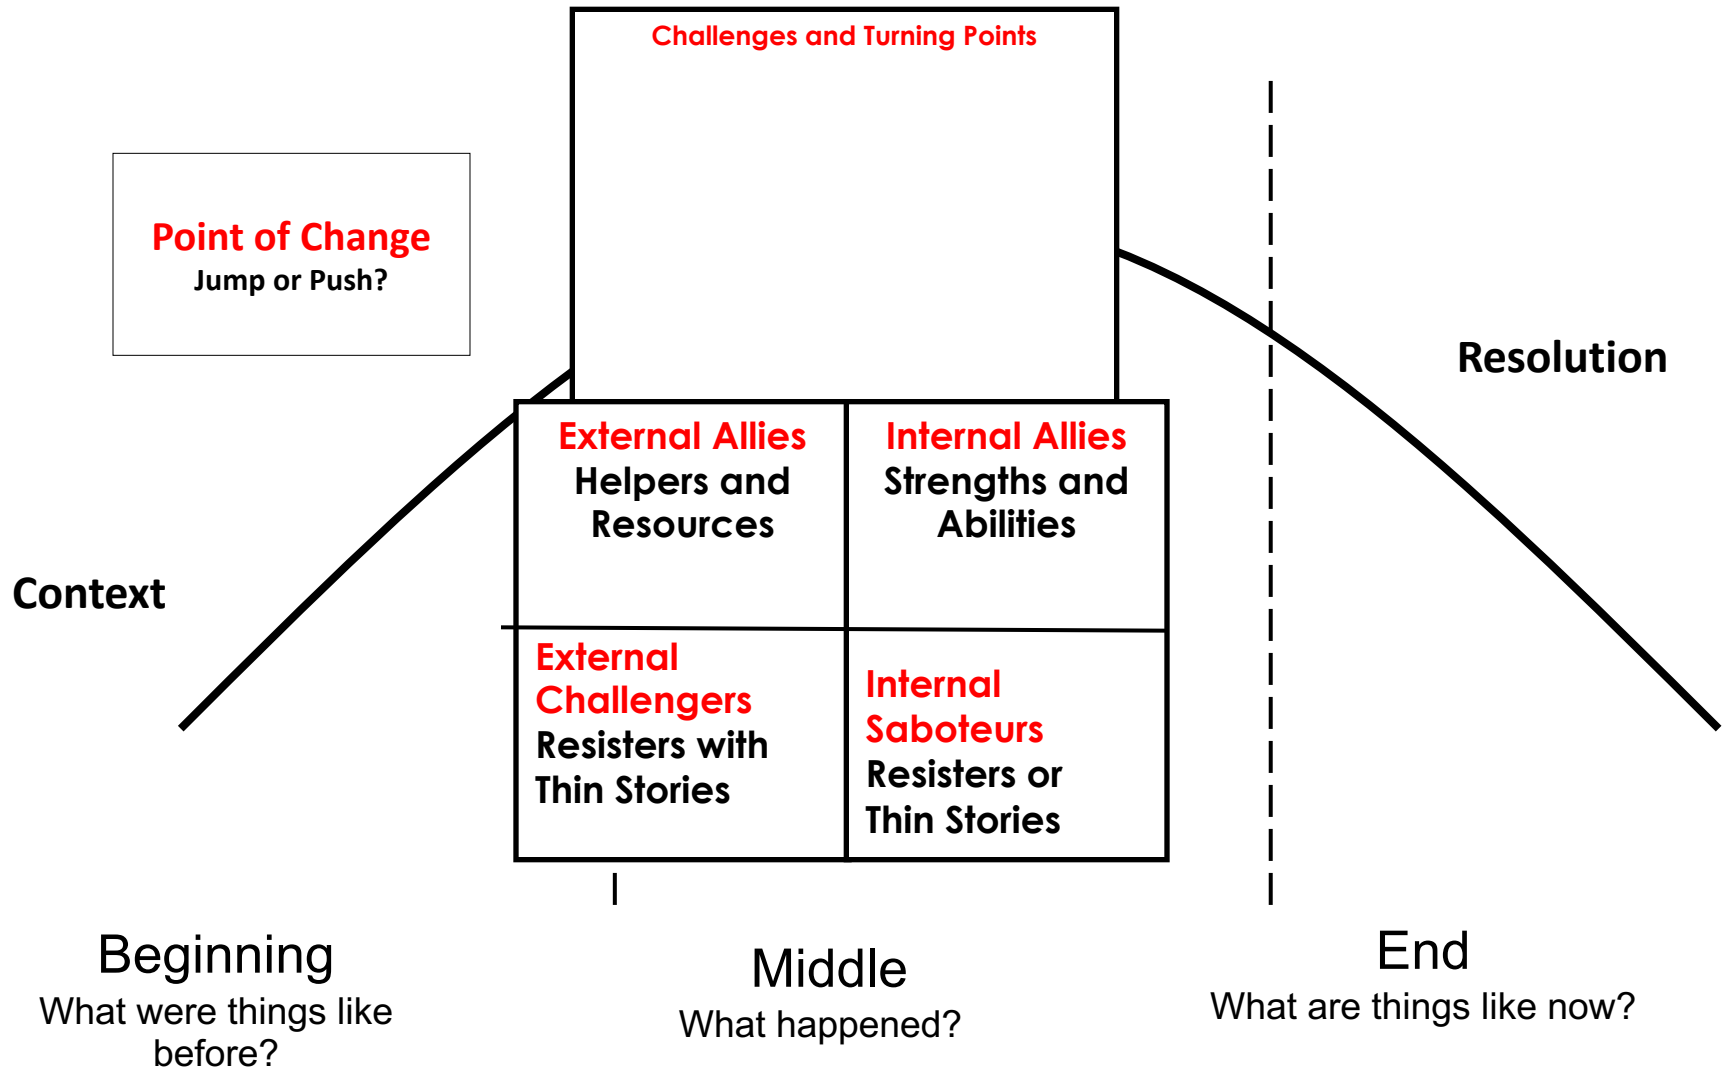 Challenges and Turning Points
Point of Change
Jump or Push?
Resolution
External Allies
Helpers and
Resources
Internal Allies
Strengths and
Abilities
Context
External
Challengers
Resisters with
Thin Stories
Internal
Saboteurs
Resisters or
Thin Stories
Beginning
What were things like
before?
Middle
What happened?
End
What are things like now?